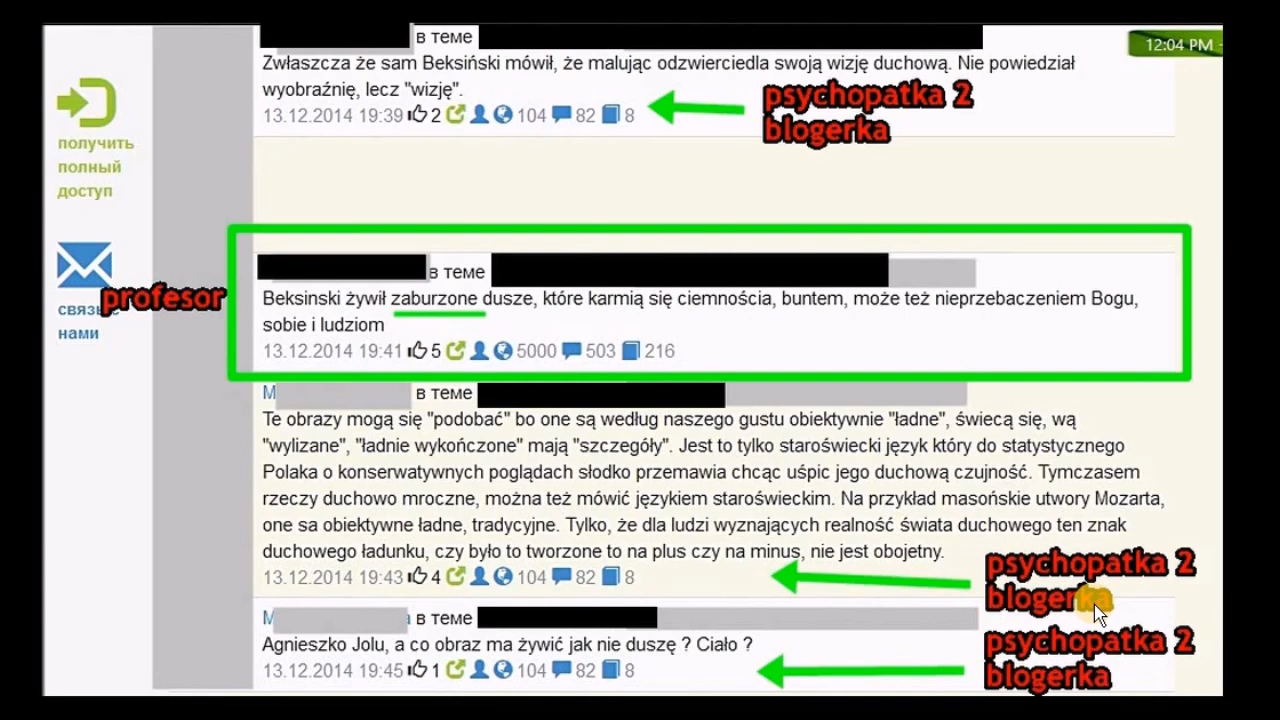 в теме
12:04 PM
Zwłaszcza że sam Beksiński mówił, że malując odzwierciedla swoją wizję duchową. Nie powiedział
wyobraźnię, lecz "wizję".
13.12.2014 19:39 2 104 82 8
psychopatka 2
blogerka
получить
полный
доступ
в теме
Beksinski żywił zaburzone dusze, które karmią się ciemnościa, buntem, może też nieprzebaczeniem Bogu,
sobie i ludziom
13.12.2014 19:41 5 5000 503 216
profesor
нами
М в теме
Te obrazy mogą się "podobać" bo one są według naszego gustu obiektywnie "ładne", świecą się, wą
"wylizane", "ładnie wykończone" mają "szczegóły". Jest to tylko staroświecki język który do statystycznego
Polaka o konserwatywnych poglądach słodko przemawia chcąc uśpic jego duchową czujność. Tymczasem
rzeczy duchowo mroczne, można też mówić językiem staroświeckim. Na przykład masońskie utwory Mozarta,
one sa obiektywne ładne, tradycyjne. Tylko, że dla ludzi wyznających realność świata duchowego ten znak
duchowego ładunku, czy było to tworzone to na plus czy na minus, nie jest obojetny.
13.12.2014 19:43 4 104 82 8
psychopatka 2
blogerka
М в теме
Agnieszko Jolu, a co obraz ma żywić jak nie duszę ? Ciało ?
13.12.2014 19:45 1 104 82 8
psychopatka 2
blogerka